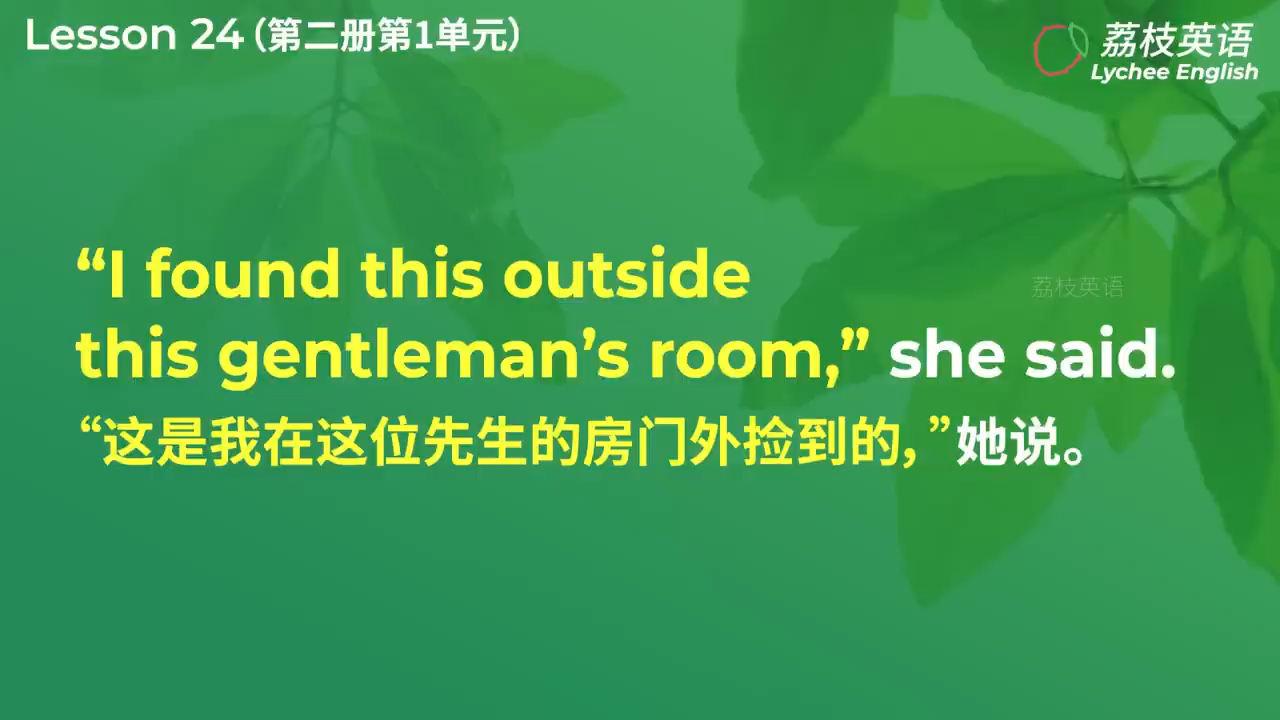 Lesson 24（第二册第1单元）
荔枝英语
Lychee English
“I found this outside
荔枝英语
this gentleman’s room,” she said.
“这是我在这位先生的房门外捡到的，”她说。